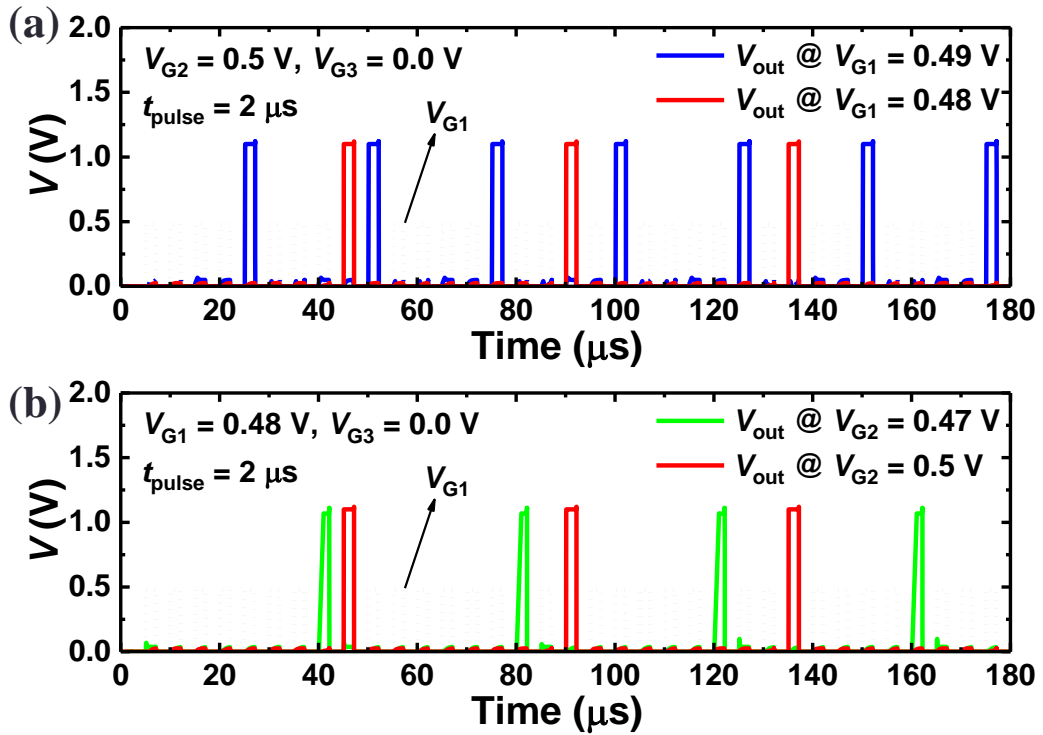 (a)
2.0
1.5
1.0
0.5
0.0
V (V)
VG2 = 0.5 V, VG3 = 0.0 V
tpulse = 2 μs
VG1
Vout @ VG1 = 0.49 V
Vout @ VG1 = 0.48 V
0 20 40 60 80 100 120 140 160 180
Time (μs)
(b)
2.0
1.5
1.0
0.5
0.0
V (V)
VG1 = 0.48 V, VG3 = 0.0 V
tpulse = 2 μs
VG1
Vout @ VG2 = 0.47 V
Vout @ VG2 = 0.5 V
0 20 40 60 80 100 120 140 160 180
Time (μs)